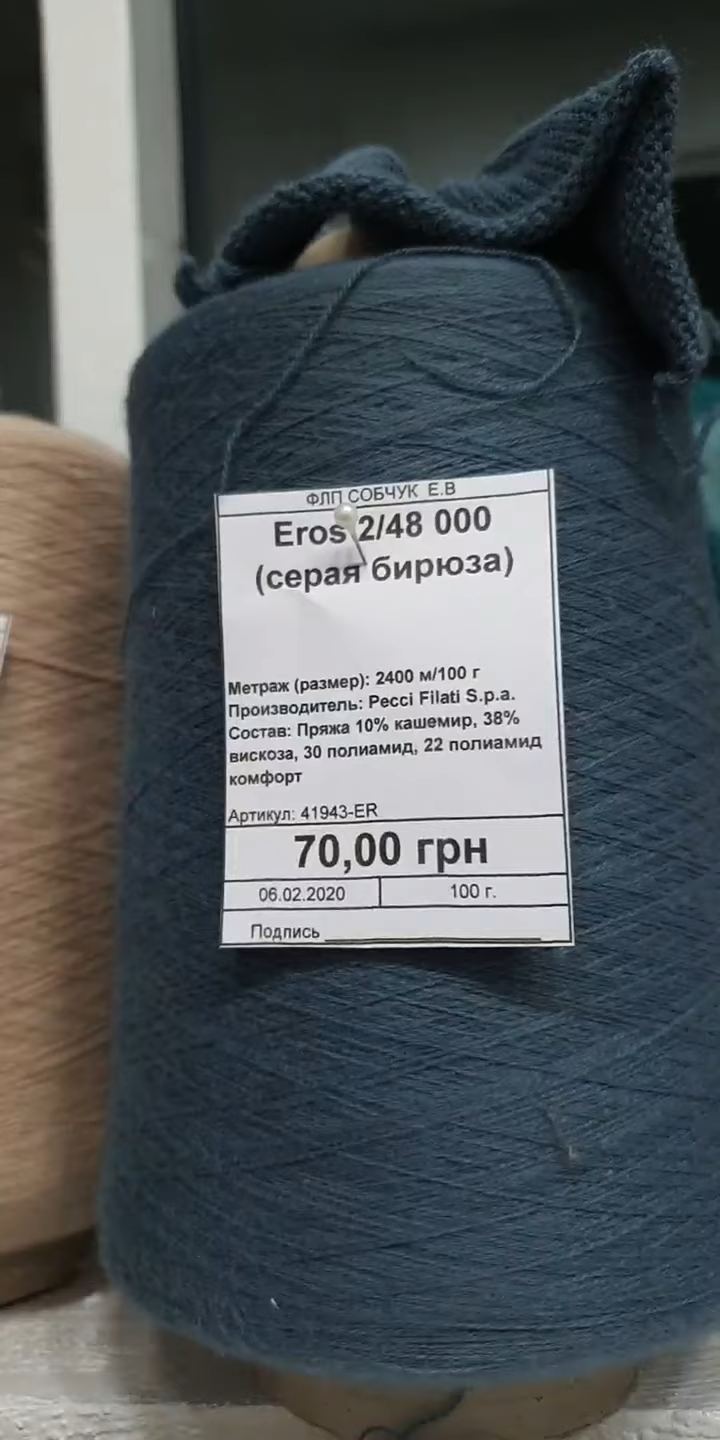 ФЛП СОБЧУК Е.В
Eros 2/48 000
(серая бирюза)
Метраж (размер): 2400 м/100 г
Производитель: Pecci Filati S.p.a.
Состав: Пряжа 10% кашемир, 38%
вискоза, 30 полиамид, 22 полиамид
комфорт
Артикул: 41943-ER
70,00 грн
06.02.2020 100 г.
Подпись